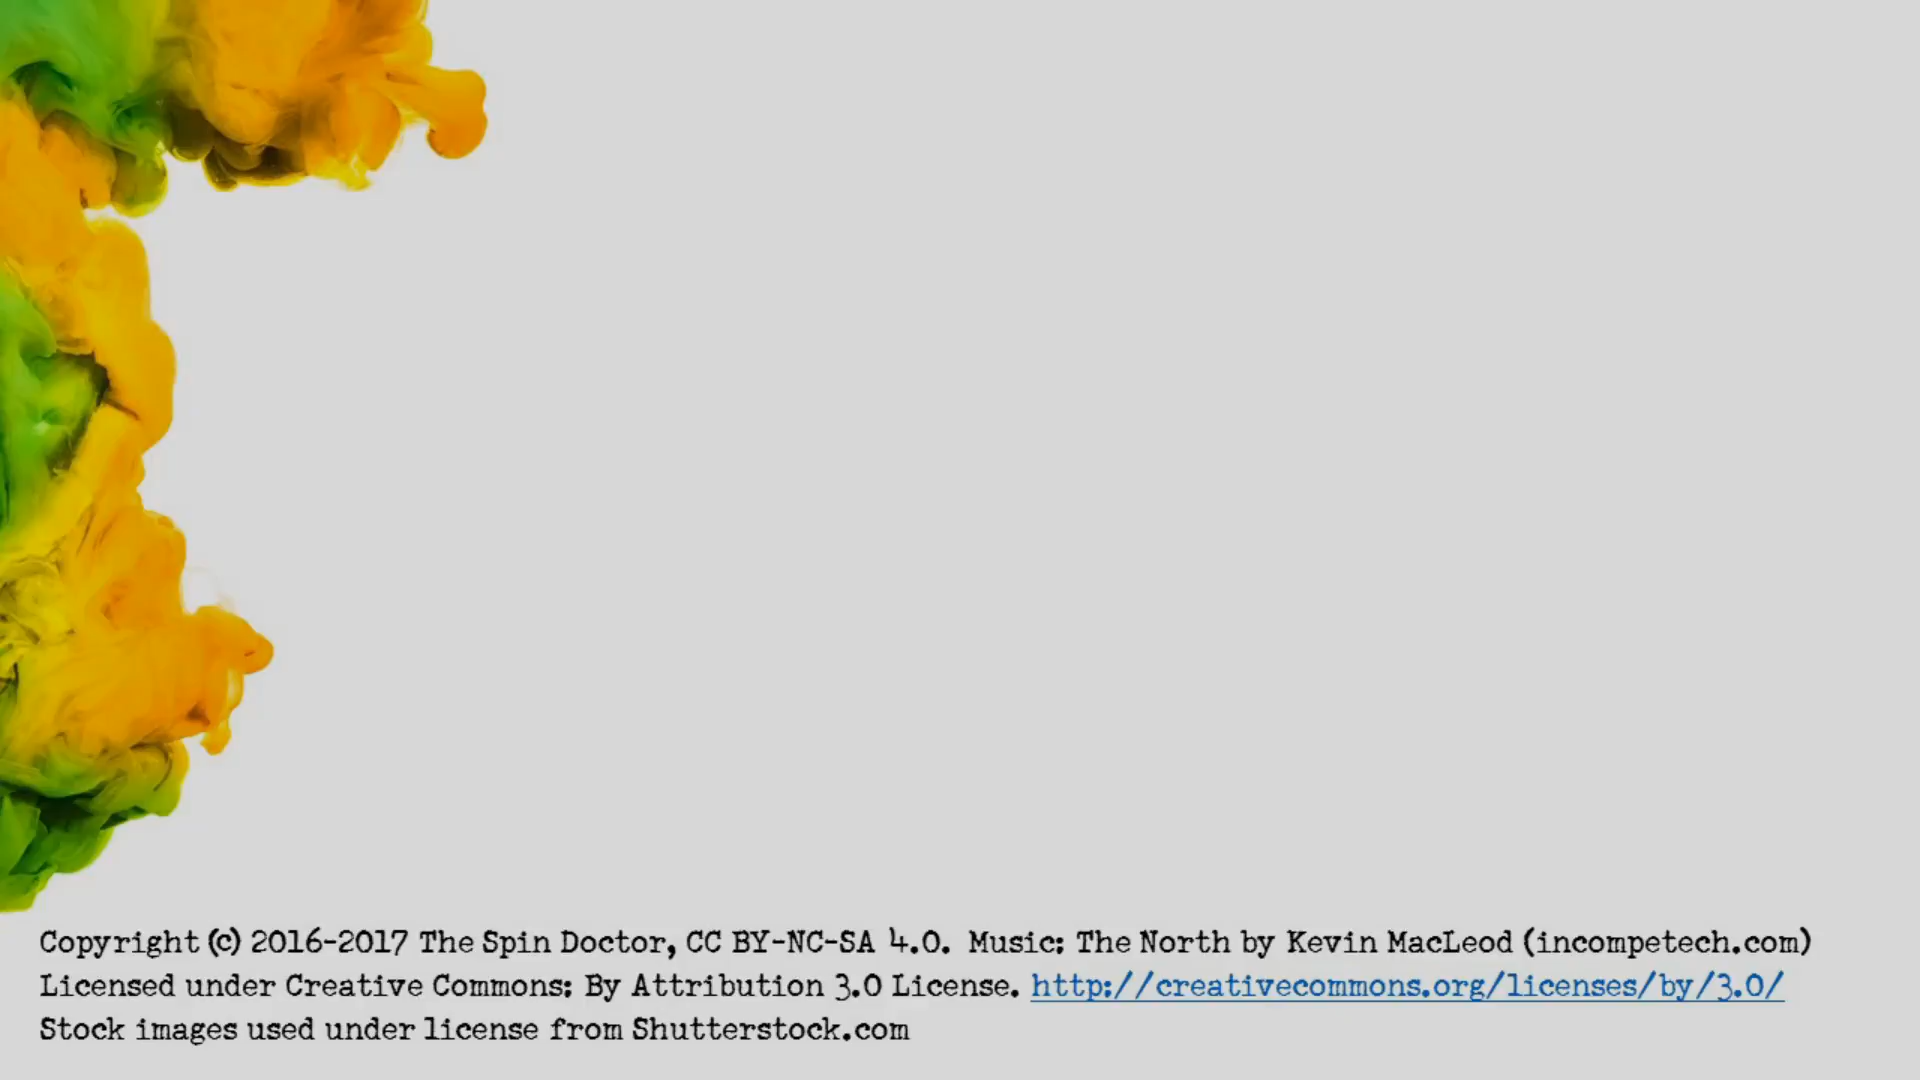 Copyright (c) 2016-2017 The Spin Doctor, CC BY-NC-SA 4.0. Music: The North by Kevin MacLeod (incompetech.com)
Licensed under Creative Commons: By Attribution 3.0 License. http://creativecommons.org/licenses/by/3.0/
Stock images used under license from Shutterstock.com